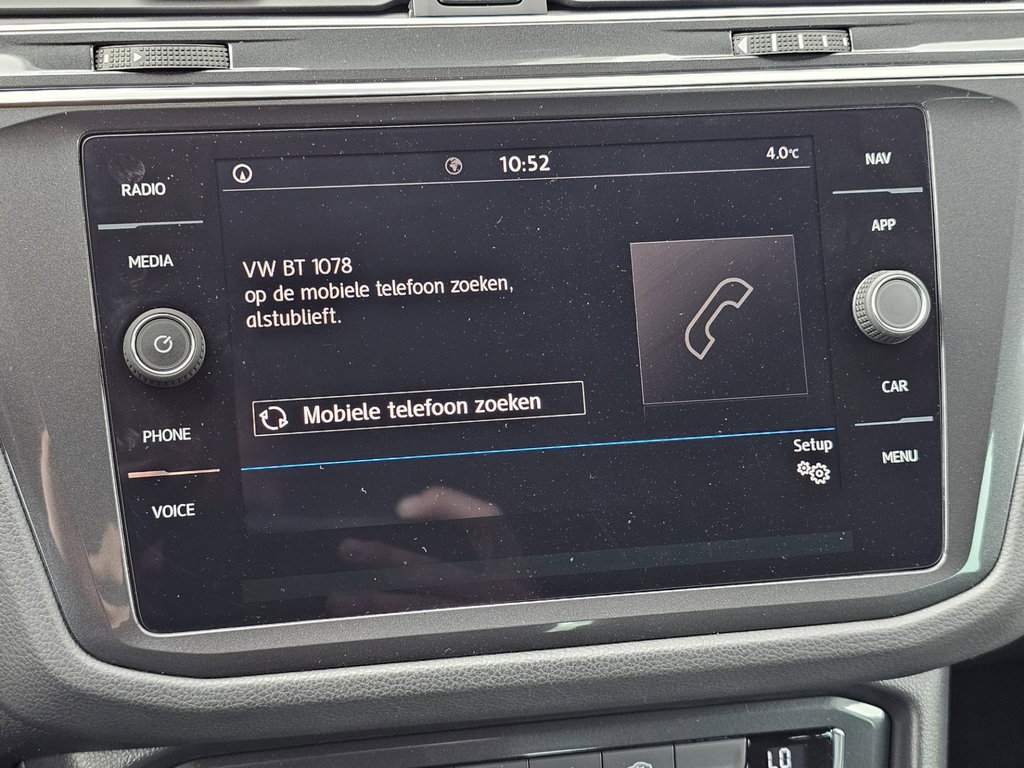 10:52
4.0°C
RADIO
MEDIA
PHONE
VOICE
VW BT 1078
op de mobiele telefoon zoeken,
alstublieft.
Mobiele telefoon zoeken
Setup
NAV
APP
CAR
MENU
LO